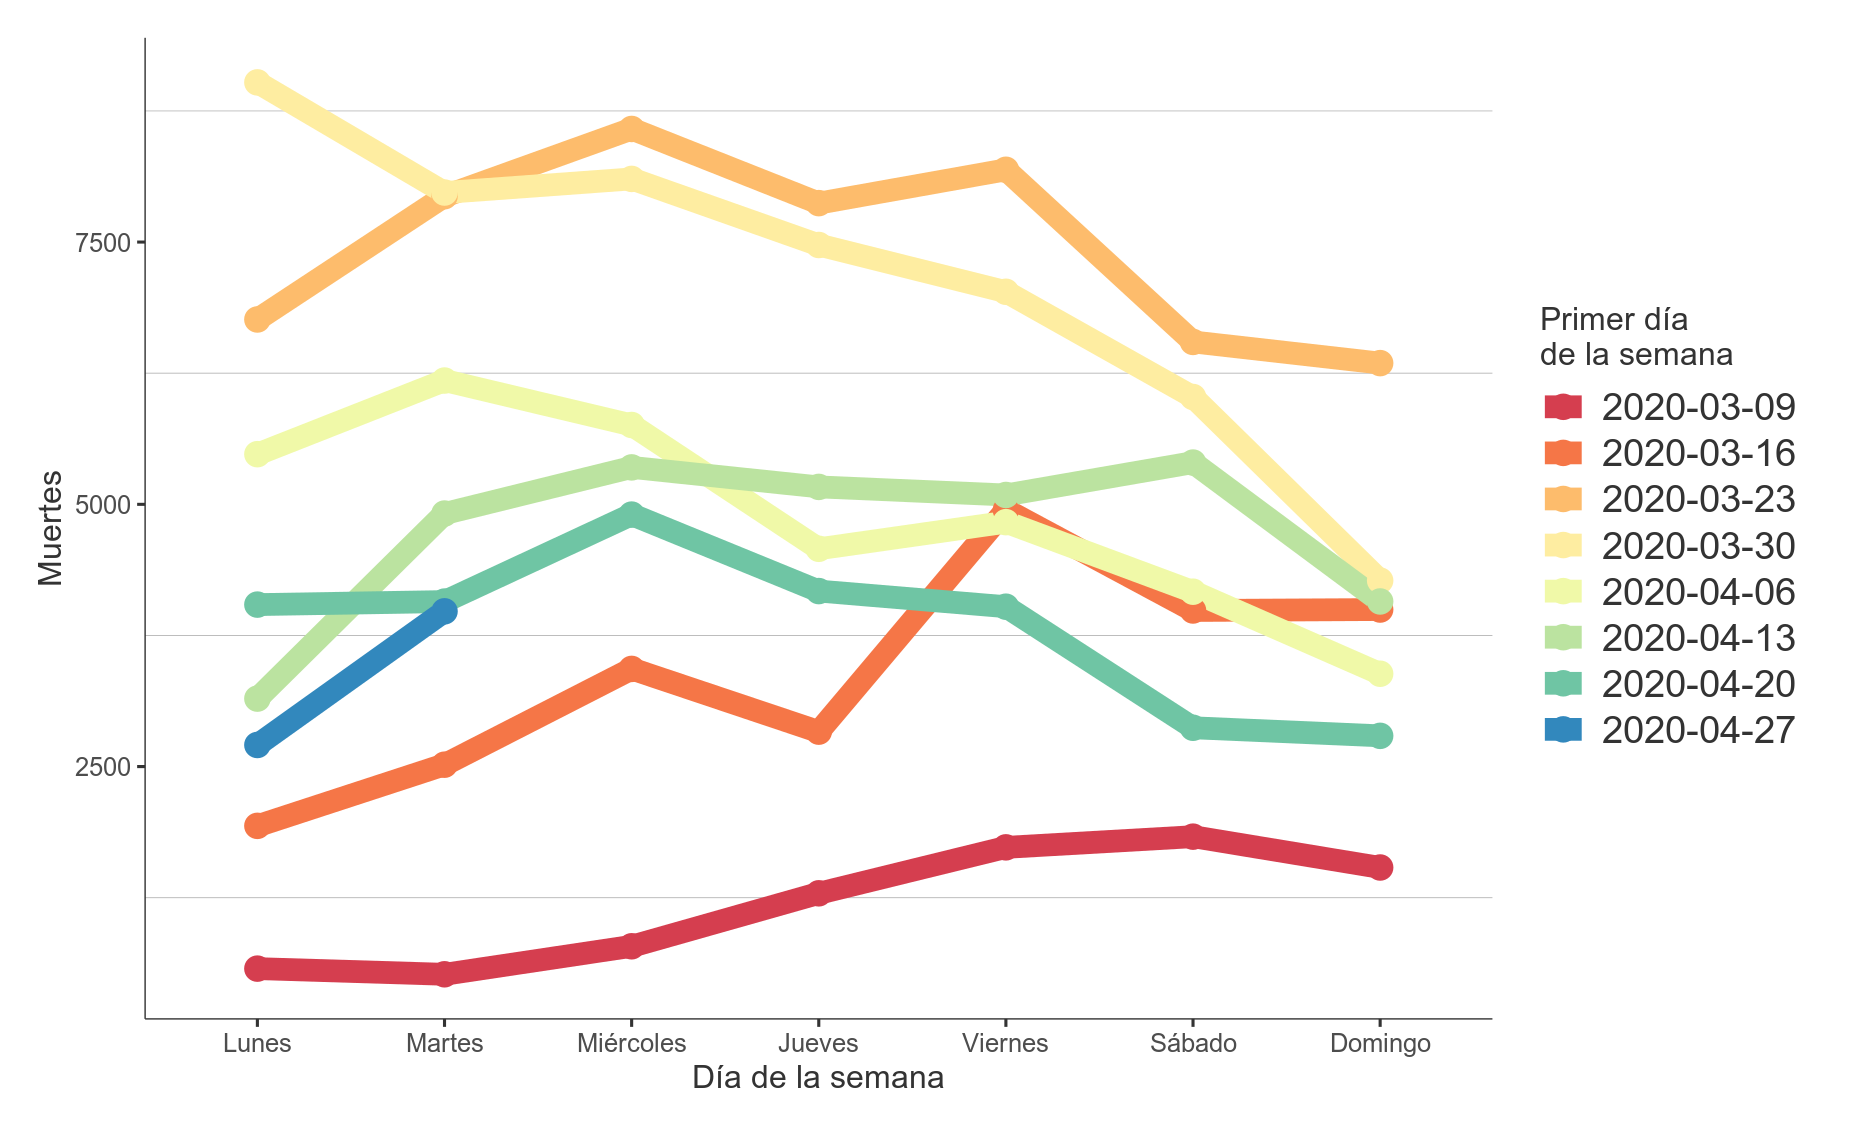 Muertes
7500
5000
2500
Lunes
Martes
Miércoles
Jueves
Viernes
Sábado
Domingo
Día de la semana
Primer día
de la semana
2020-03-09
2020-03-16
2020-03-23
2020-03-30
2020-04-06
2020-04-13
2020-04-20
2020-04-27